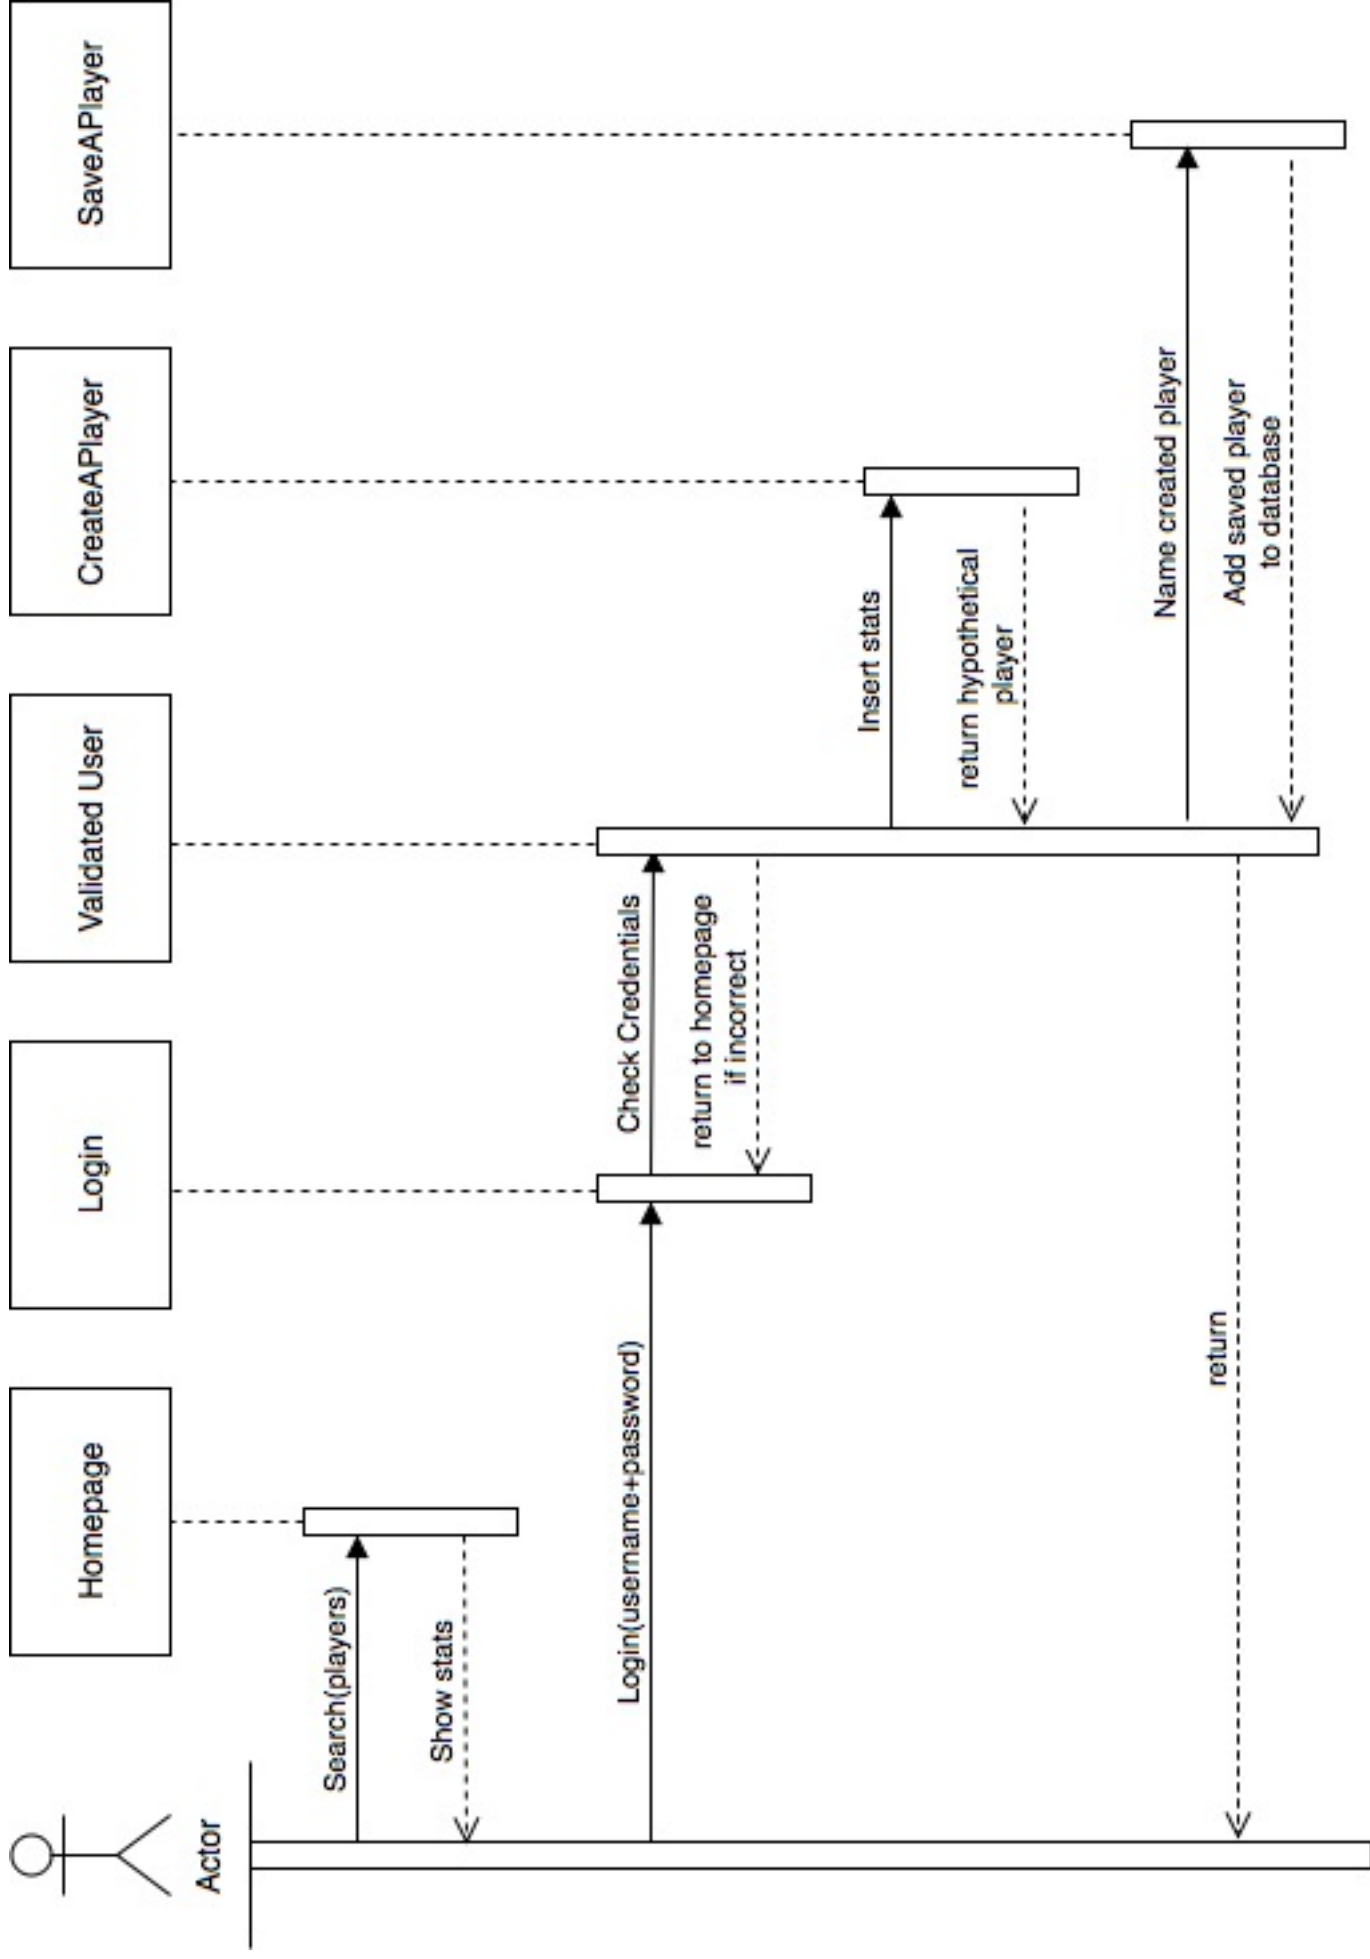 Actor
Homepage
Login
Validated User
CreateAPlayer
SaveAPlayer
Search(players)
Show stats
Login(username+password)
Check Credentials
return to homepage
if incorrect
Insert stats
return hypothetical
player
Name created player
return
Add saved player
to database